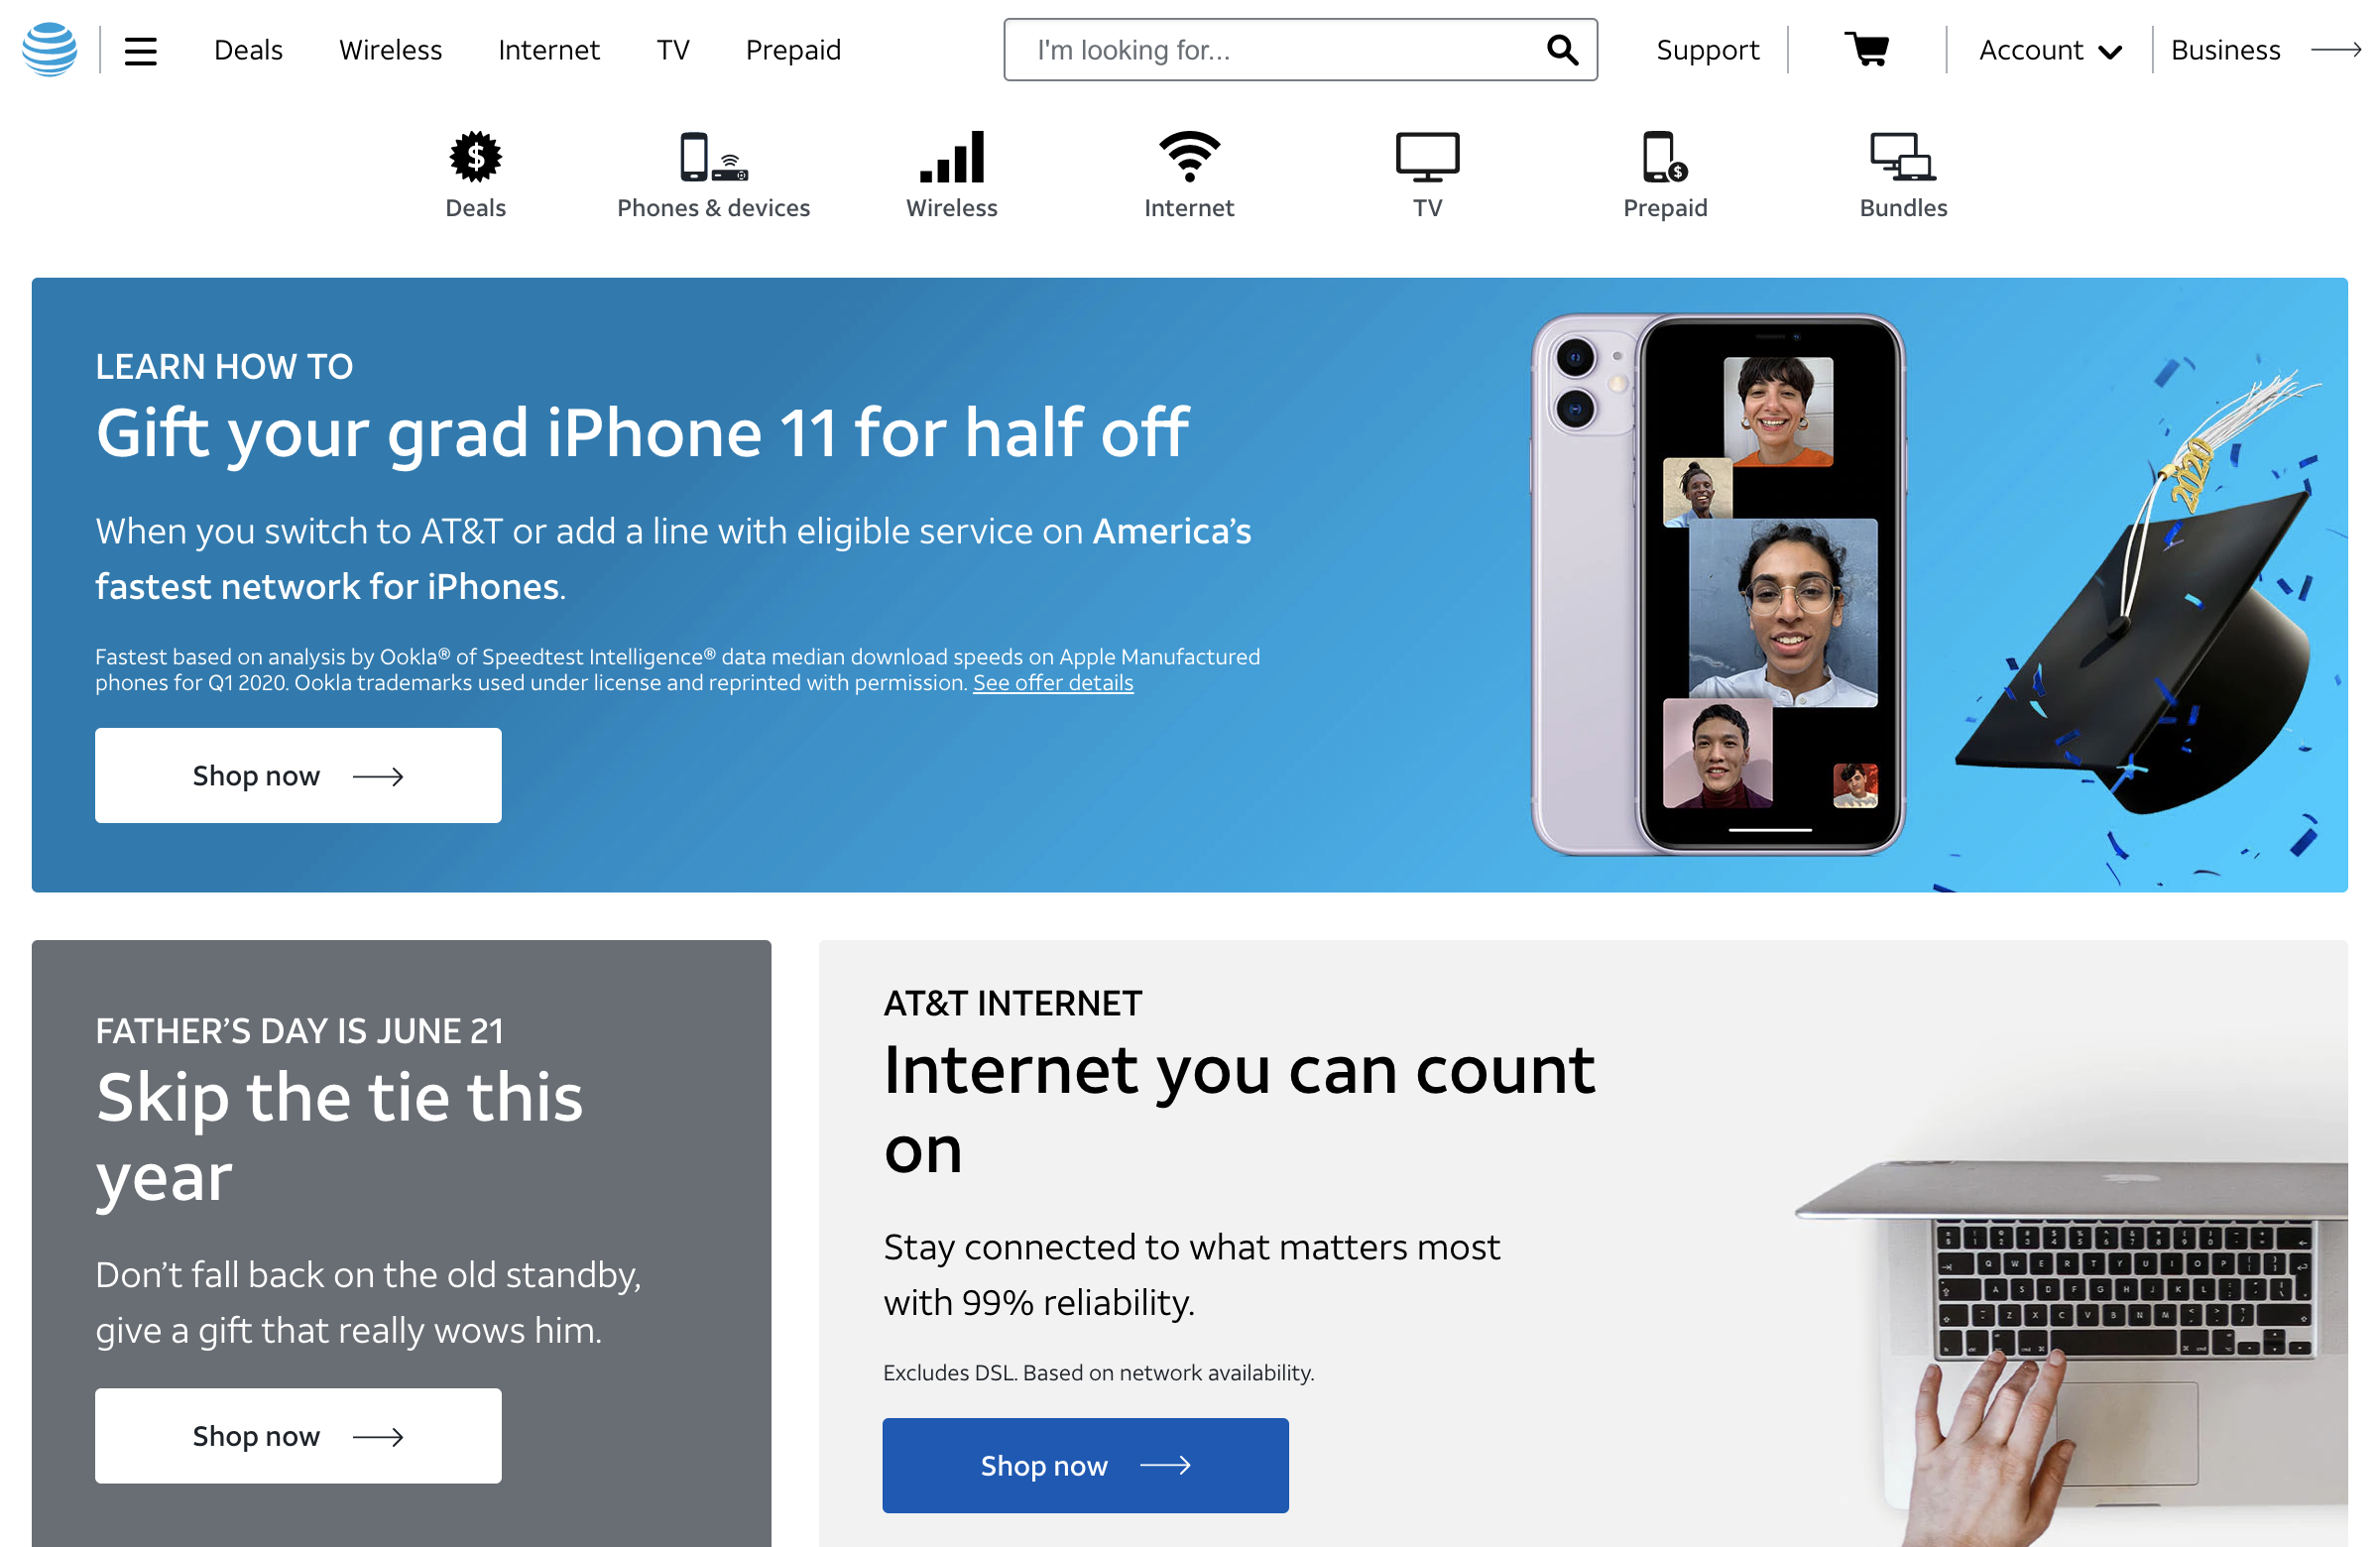 Deals
Wireless
Internet
TV
Prepaid
I'm looking for...
Support
Account
Business
Deals
Phones & devices
Wireless
Internet
TV
Prepaid
Bundles
LEARN HOW TO
Gift your grad iPhone 11 for half off
When you switch to AT&T or add a line with eligible service on America’s
fastest network for iPhones.
Fastest based on analysis by Ookla® of Speedtest Intelligence® data median download speeds on Apple Manufactured
phones for Q1 2020. Ookla trademarks used under license and reprinted with permission. See offer details
Shop now
2020
FATHER’S DAY IS JUNE 21
Skip the tie this
year
Don’t fall back on the old standby,
give a gift that really wows him.
Shop now
AT&T INTERNET
Internet you can count
on
Stay connected to what matters most
with 99% reliability.
Excludes DSL. Based on network availability.
Shop now